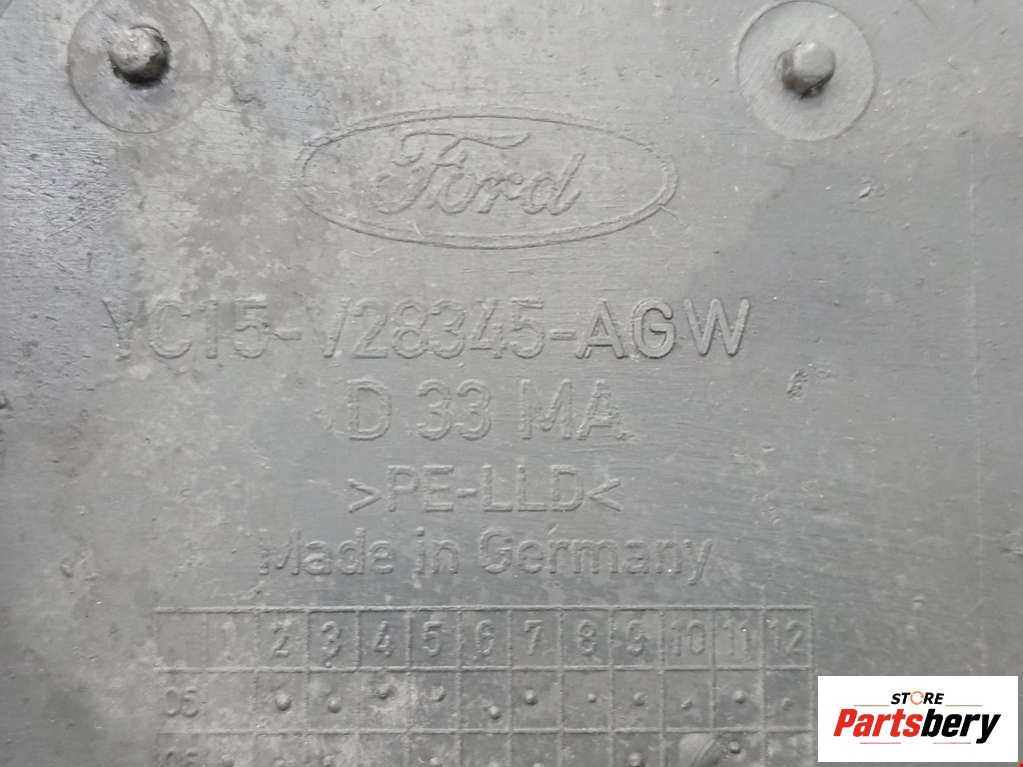 Ford
YC15-V28345-AGW
D 33 MA
>PE-LLD<
Made in Germany
2 3 4 5 6 7 8 9 10 11 12
05
STORE
Partsbery